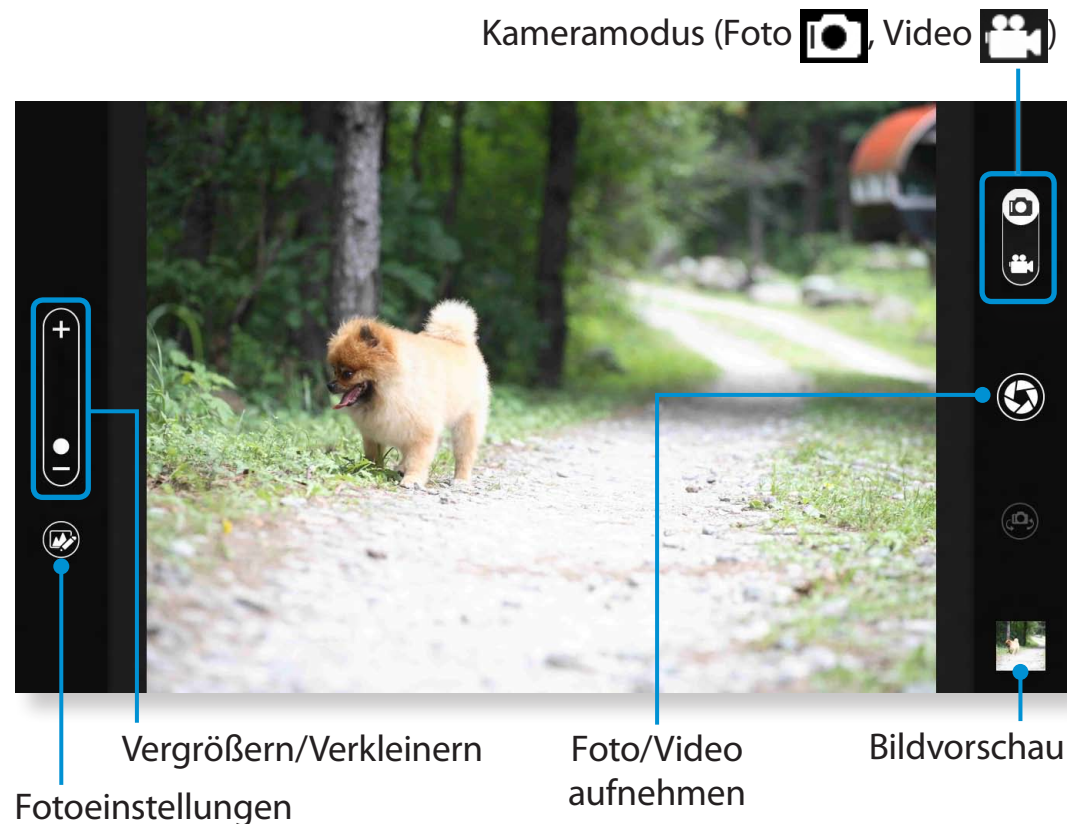 Kameramodus (Foto , Video )
Vergrößern/Verkleinern
Foto/Video
aufnehmen
Bildvorschau
Fotoeinstellungen